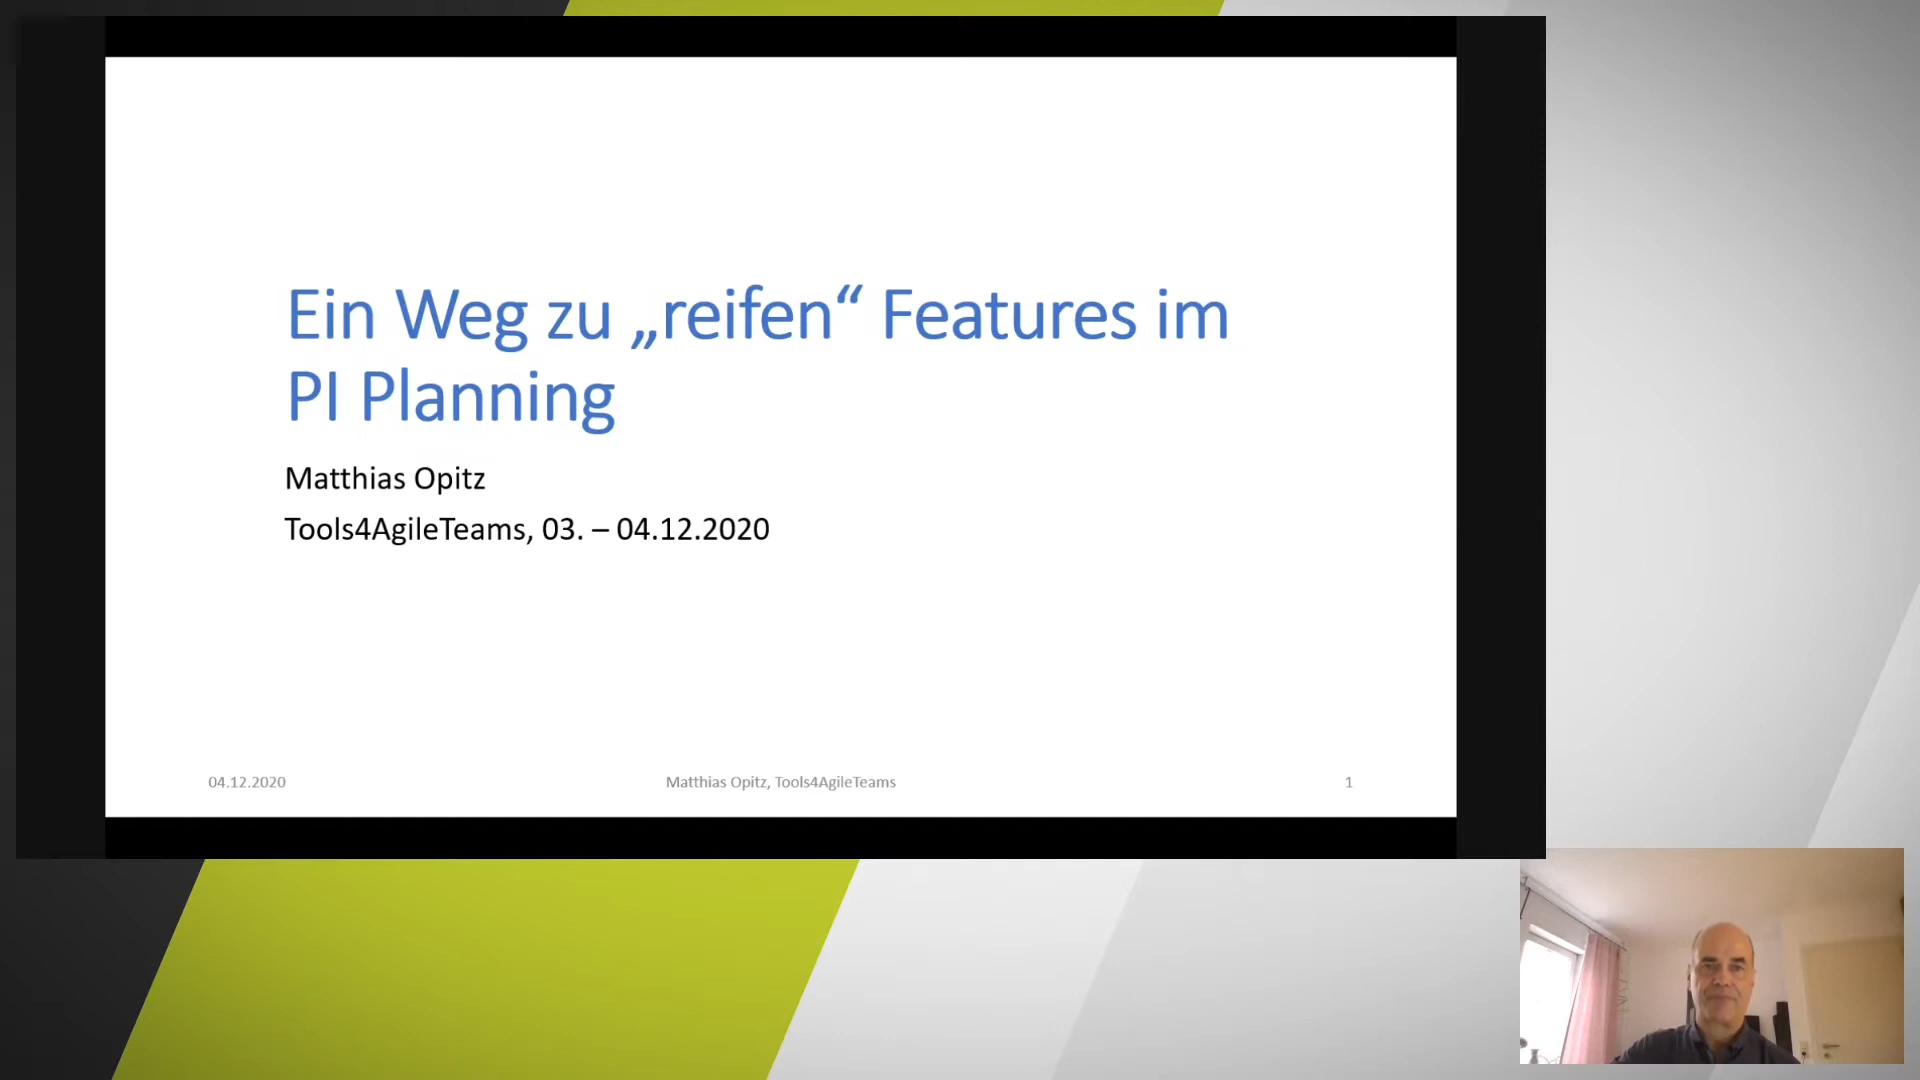 Ein Weg zu „reifen“ Features im
PI Planning
Matthias Opitz
Tools4AgileTeams, 03. – 04.12.2020
04.12.2020
Matthias Opitz, Tools4AgileTeams
1